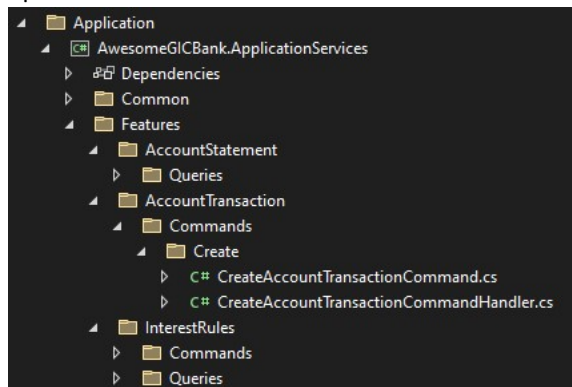 Application
C# AwesomeGICBank.ApplicationServices
Dependencies
Common
Features
AccountStatement
Queries
AccountTransaction
Commands
Create
C# CreateAccountTransactionCommand.cs
C# CreateAccountTransactionCommandHandler.cs
InterestRules
Commands
Queries